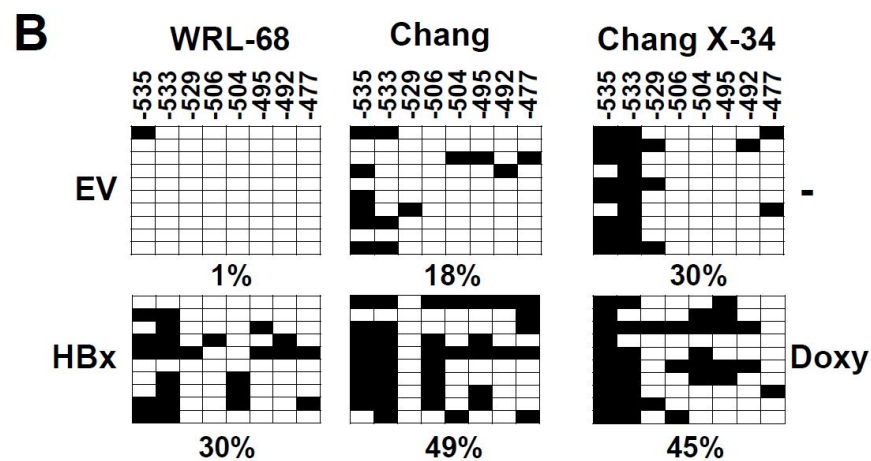 B
WRL-68 Chang Chang X-34
-535 -533 -529 -506 -504 -495 -492 -477 -535 -533 -529 -506 -504 -495 -492 -477 -535 -533 -529 -506 -504 -495 -492 -477
EV -
1% 18% 30%
HBx Doxy
30% 49% 45%